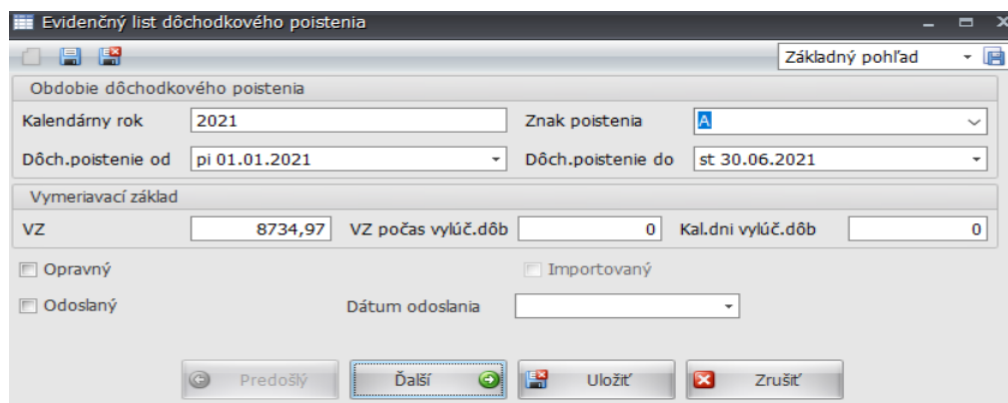 Evidenčný list dôchodkového poistenia
Základný pohľad
Obdobie dôchodkového poistenia
Kalendárny rok 2021 Znak poistenia A
Dôch.poistenie od pi 01.01.2021 Dôch.poistenie do st 30.06.2021
Vymeriavací základ
VZ 8734,97 VZ počas vylúč.dôb 0 Kal.dni vylúč.dôb 0
Opravný Importovaný
Odoslaný Dátum odoslania
Predošlý Ďalší Uložiť Zrušiť